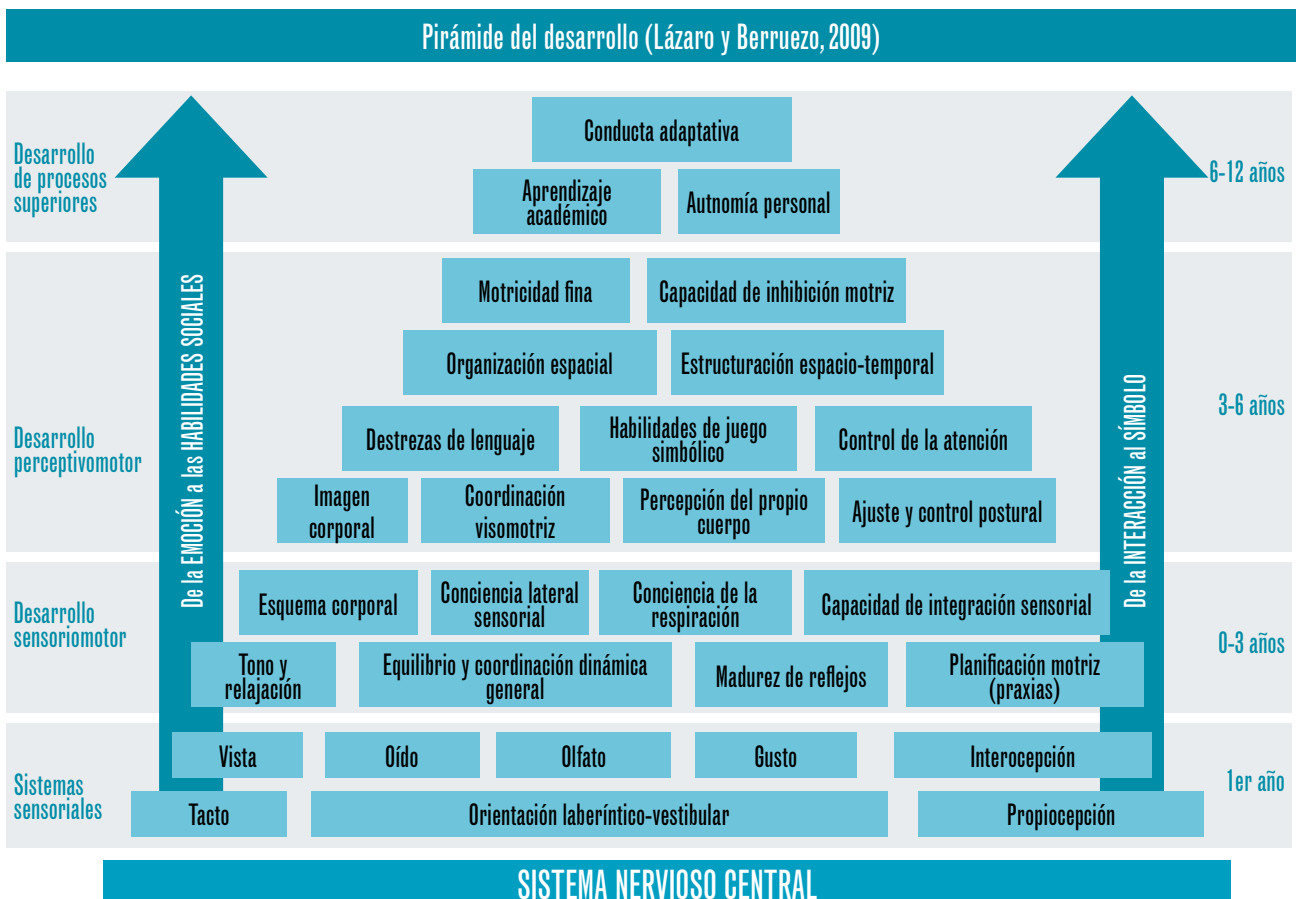 Pirámide del desarrollo (Lázaro y Berruezo, 2009)
Desarrollo
de procesos
superiores
Conducta adaptativa
Aprendizaje
académico
Autnomía personal
6-12 años
Desarrollo
perceptivomotor
Motricidad fina
Capacidad de inhibición motriz
Organización espacial
Estructuración espacio-temporal
Destrezas de lenguaje
Habilidades de juego
simbólico
Control de la atención
Imagen
corporal
Coordinación
visomotriz
Percepción del propio
cuerpo
Ajuste y control postural
3-6 años
Desarrollo
sensoriomotor
Esquema corporal
Conciencia lateral
sensorial
Conciencia de la
respiración
Capacidad de integración sensorial
Tono y
relajación
Equilibrio y coordinación dinámica
general
Madurez de reflejos
Planificación motriz
(praxias)
0-3 años
Sistemas
sensoriales
Vista
Oído
Olfato
Gusto
Interocepción
Tacto
Orientación laberíntico-vestibular
Propiocepción
1er año
De la EMOCIÓN a las HABILIDADES SOCIALES
De la INTERACCIÓN al SÍMBOLO
SISTEMA NERVIOSO CENTRAL